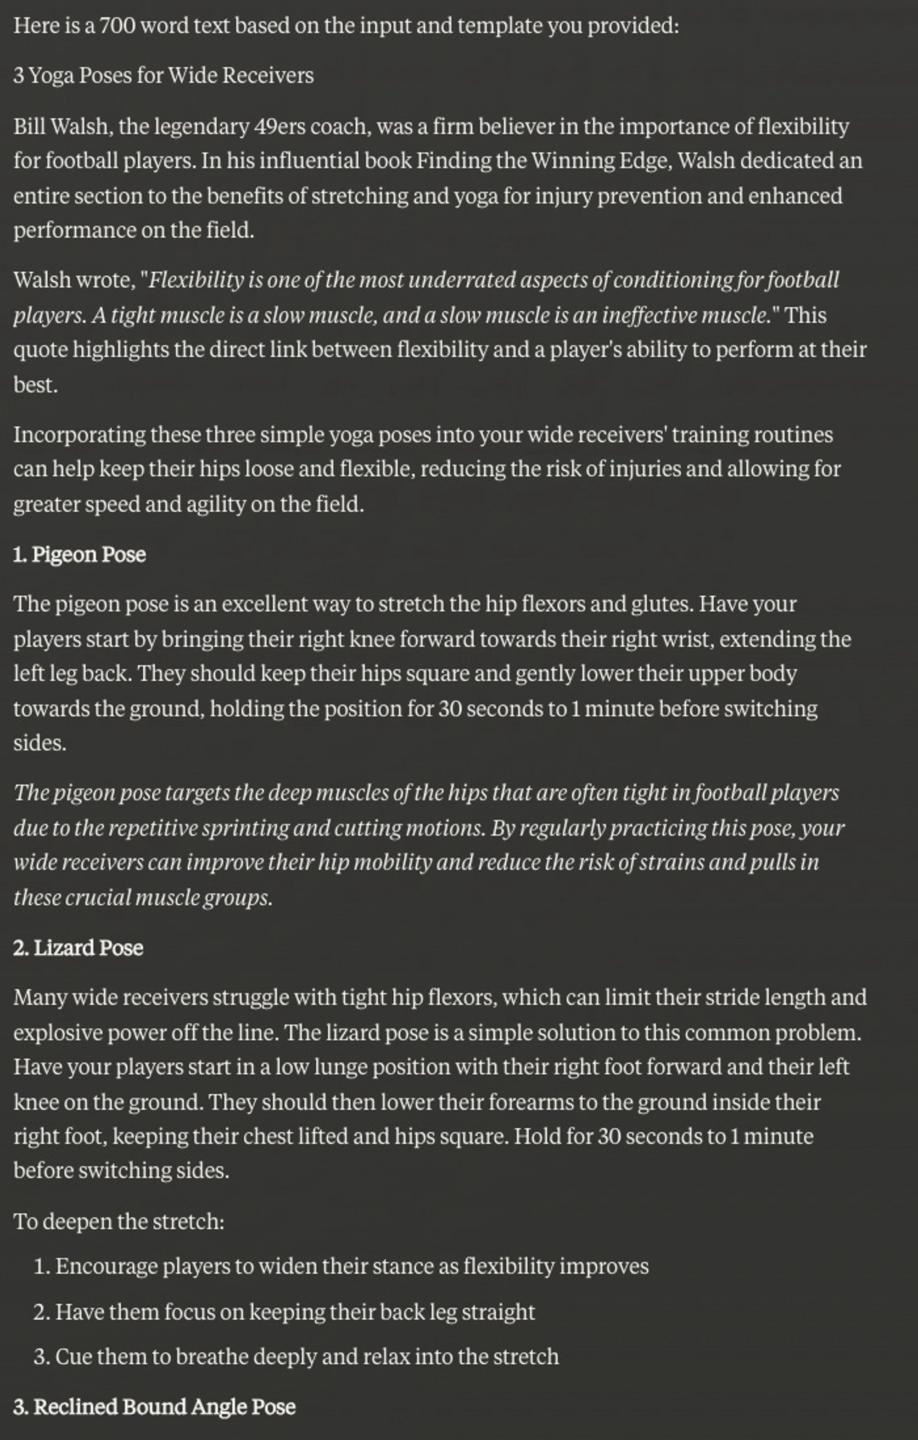 Here is a 700 word text based on the input and template you provided:
3 Yoga Poses for Wide Receivers
Bill Walsh, the legendary 49ers coach, was a firm believer in the importance of flexibility
for football players. In his influential book Finding the Winning Edge, Walsh dedicated an
entire section to the benefits of stretching and yoga for injury prevention and enhanced
performance on the field.
Walsh wrote, "Flexibility is one of the most underrated aspects of conditioning for football
players. A tight muscle is a slow muscle, and a slow muscle is an ineffective muscle." This
quote highlights the direct link between flexibility and a player's ability to perform at their
best.
Incorporating these three simple yoga poses into your wide receivers' training routines
can help keep their hips loose and flexible, reducing the risk of injuries and allowing for
greater speed and agility on the field.
1. Pigeon Pose
The pigeon pose is an excellent way to stretch the hip flexors and glutes. Have your
players start by bringing their right knee forward towards their right wrist, extending the
left leg back. They should keep their hips square and gently lower their upper body
towards the ground, holding the position for 30 seconds to 1 minute before switching
sides.
The pigeon pose targets the deep muscles of the hips that are often tight in football players
due to the repetitive sprinting and cutting motions. By regularly practicing this pose, your
wide receivers can improve their hip mobility and reduce the risk of strains and pulls in
these crucial muscle groups.
2. Lizard Pose
Many wide receivers struggle with tight hip flexors, which can limit their stride length and
explosive power off the line. The lizard pose is a simple solution to this common problem.
Have your players start in a low lunge position with their right foot forward and their left
knee on the ground. They should then lower their forearms to the ground inside their
right foot, keeping their chest lifted and hips square. Hold for 30 seconds to 1 minute
before switching sides.
To deepen the stretch:
1. Encourage players to widen their stance as flexibility improves
2. Have them focus on keeping their back leg straight
3. Cue them to breathe deeply and relax into the stretch
3. Reclined Bound Angle Pose